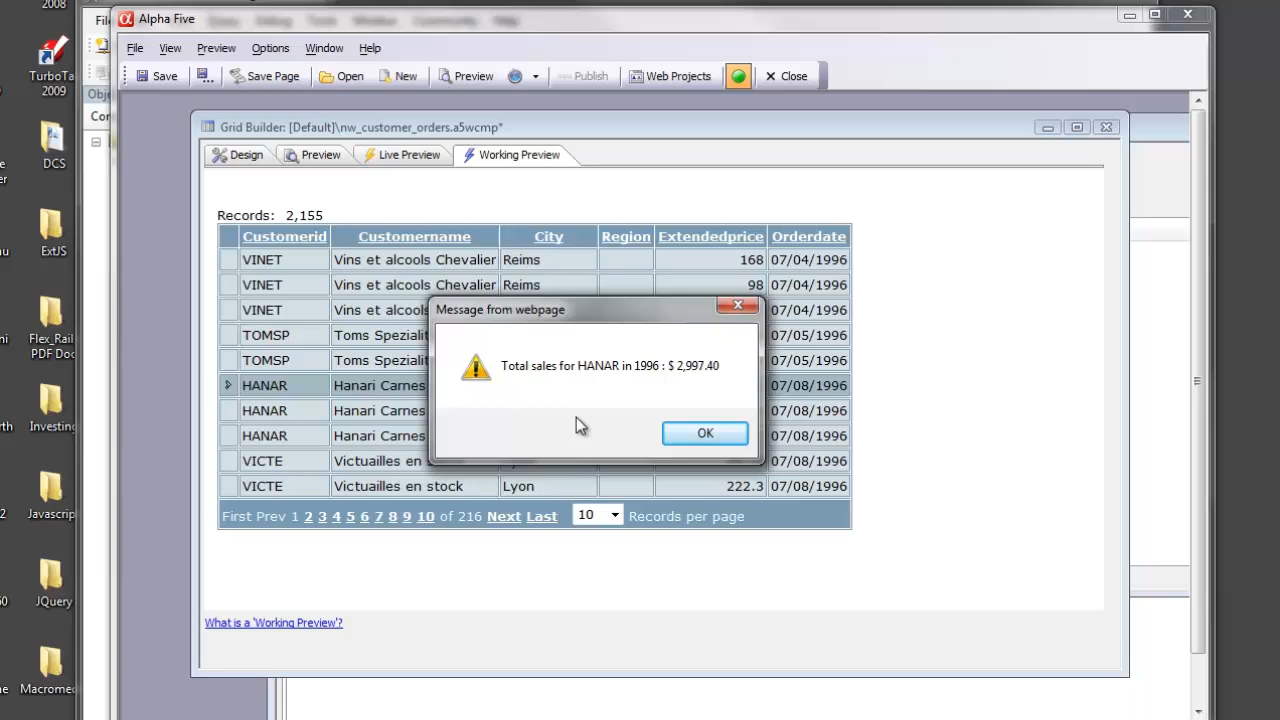 2008
TurboTa
2009
DCS
ExtJS
Flex_Rail
PDF Doc
Investing
Javascrip
JQuery
Macromed
Fil
Obje
Con
Alpha Five
File View Preview Options Window Help
Save Save Page Open New Preview Publish Web Projects Close
Grid Builder: [Default]\nw_customer_orders.a5wcmp*
Design Preview Live Preview Working Preview
Records: 2,155
Customerid Customername City Region Extendedprice Orderdate
VINET Vins et alcools Chevalier Reims 168 07/04/1996
VINET Vins et alcools Chevalier Reims 98 07/04/1996
VINET Vins et alcools 07/04/1996
TOMSP Toms Spezialit 07/05/1996
TOMSP Toms Spezialit 07/05/1996
HANAR Hanari Carnes 07/08/1996
HANAR Hanari Carnes 07/08/1996
HANAR Hanari Carnes 07/08/1996
VICTE Victuailles en 07/08/1996
VICTE Victuailles en stock Lyon 222.3 07/08/1996
First Prev 1 2 3 4 5 6 7 8 9 10 of 216 Next Last 10 Records per page
Message from webpage
Total sales for HANAR in 1996 : $ 2,997.40
OK
What is a 'Working Preview'?